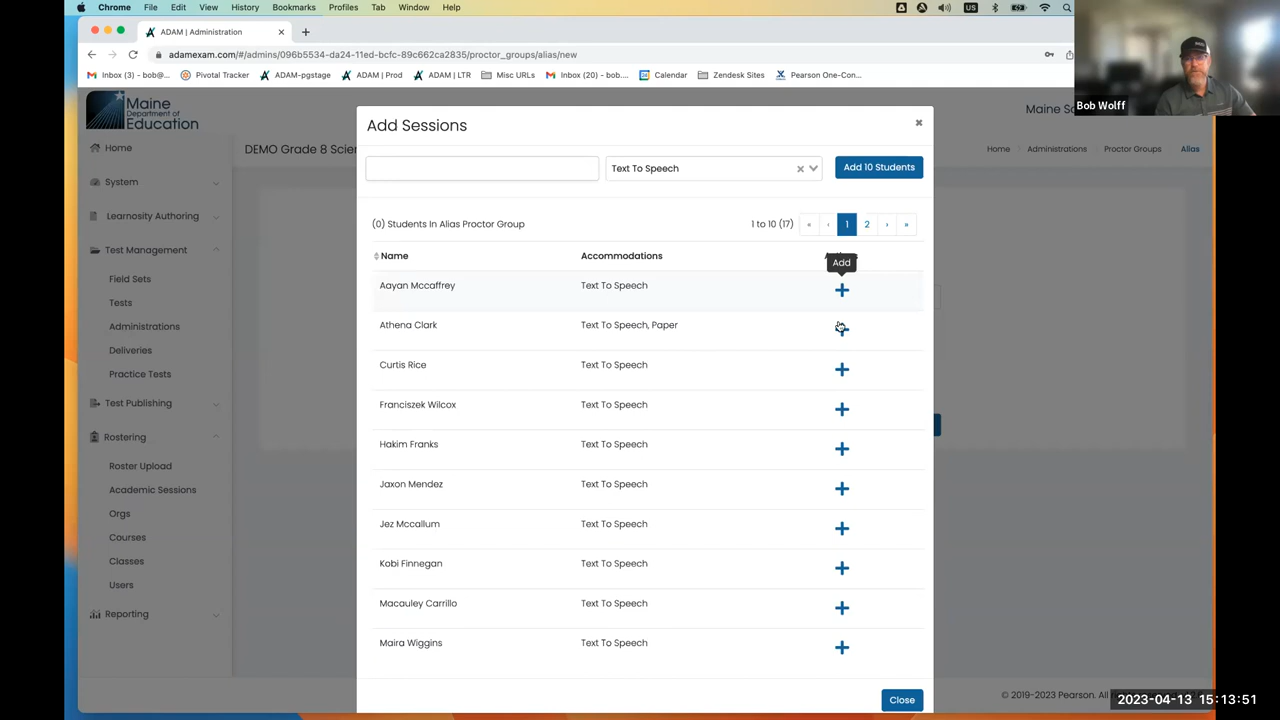 Chrome File Edit View History Bookmarks Profiles Tab Window Help US
ADAM | Administration
adamexam.com/#/admins/096b5534-da24-11ed-bcfc-89c662ca2835/proctor_groups/alias/new
Inbox (3) - bob@... Pivotal Tracker ADAM-pgstage ADAM | Prod ADAM | LTR Misc URLs Inbox (20) - bob.... Calendar Zendesk Sites Pearson One-Con...
Bob Wolff
Maine
Department of
Education
Maine Sc
Home
System
Learnosity Authoring
Test Management
Field Sets
Tests
Administrations
Deliveries
Practice Tests
Test Publishing
Rostering
Roster Upload
Academic Sessions
Orgs
Courses
Classes
Users
Reporting
DEMO Grade 8 Scien
Home Administrations Proctor Groups Alias
Add Sessions
Text To Speech
Add 10 Students
(0) Students In Alias Proctor Group
1 to 10 (17) « ‹ 1 2 › »
Name Accommodations
Add
Aayan Mccaffrey Text To Speech
Athena Clark Text To Speech, Paper
Curtis Rice Text To Speech
Franciszek Wilcox Text To Speech
Hakim Franks Text To Speech
Jaxon Mendez Text To Speech
Jez Mccallum Text To Speech
Kobi Finnegan Text To Speech
Macauley Carrillo Text To Speech
Maira Wiggins Text To Speech
Close
© 2019-2023 Pearson. All
2023-04-13 15:13:51